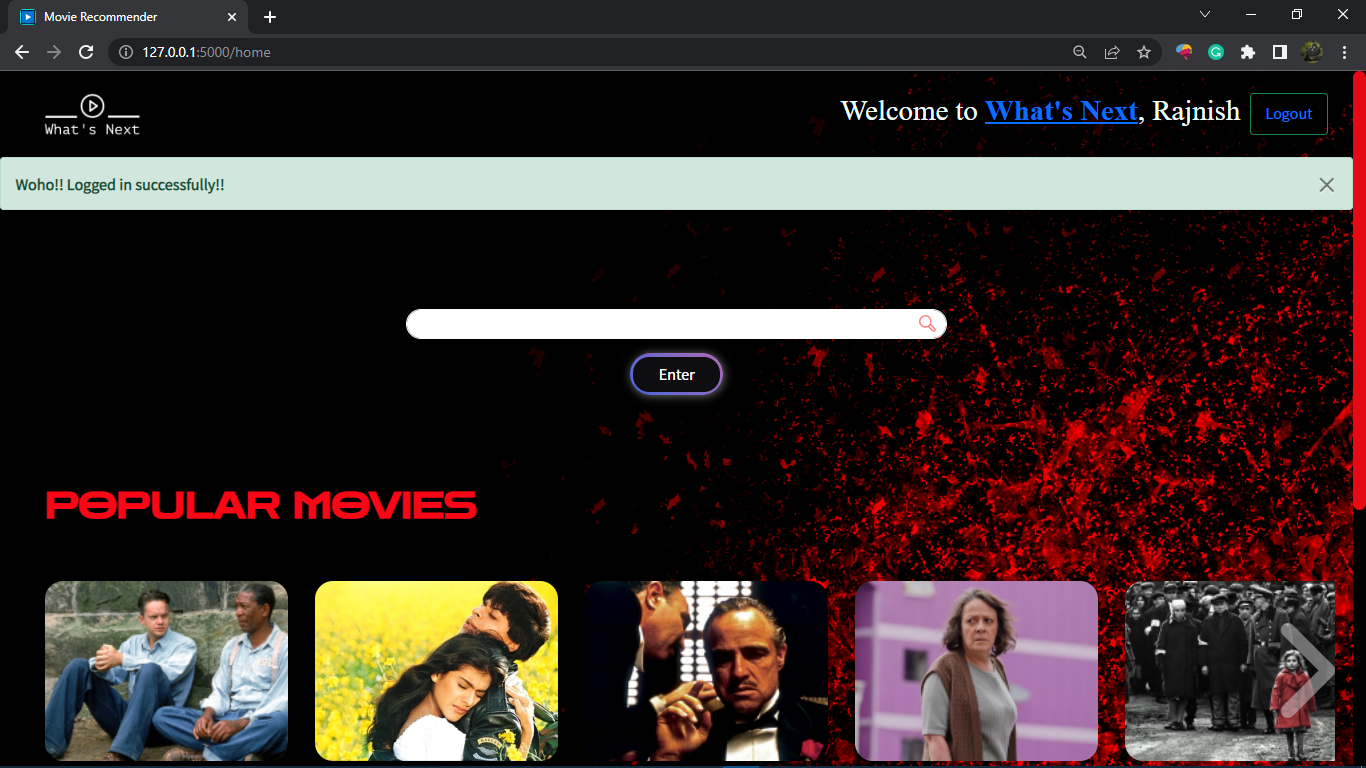 Movie Recommender
127.0.0.1:5000/home
What's Next
Welcome to What's Next, Rajnish
Logout
Woho!! Logged in successfully!!
Enter
POPULAR MOVIES